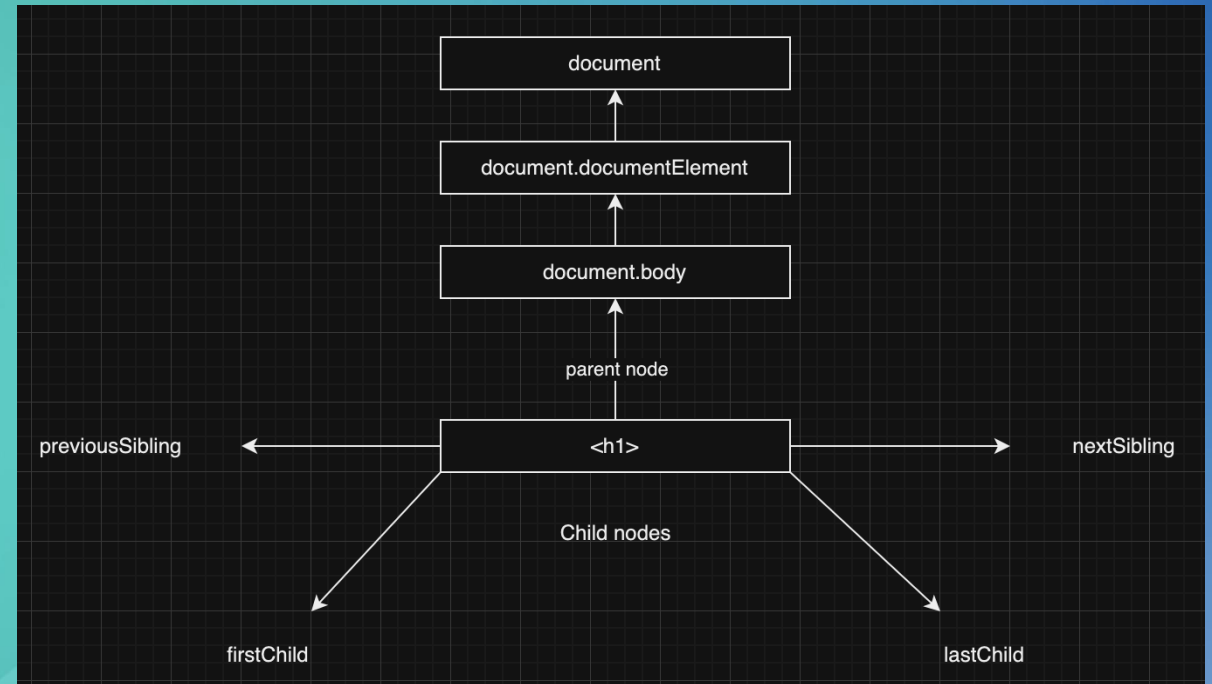 document
document.documentElement
document.body
parent node
previousSibling
<h1>
nextSibling
Child nodes
firstChild
lastChild